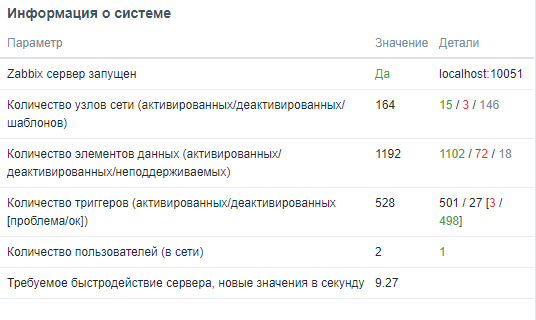 Информация о системе
Параметр Значение Детали
Zabbix сервер запущен Да localhost:10051
Количество узлов сети (активированных/деактивированных/ 164 15 / 3 / 146
шаблонов)
Количество элементов данных (активированных/ 1192 1102 / 72 / 18
деактивированных/неподдерживаемых)
Количество триггеров (активированных/деактивированных 528 501 / 27 [3 /
[проблема/ок]) 498]
Количество пользователей (в сети) 2 1
Требуемое быстродействие сервера, новые значения в секунду 9.27